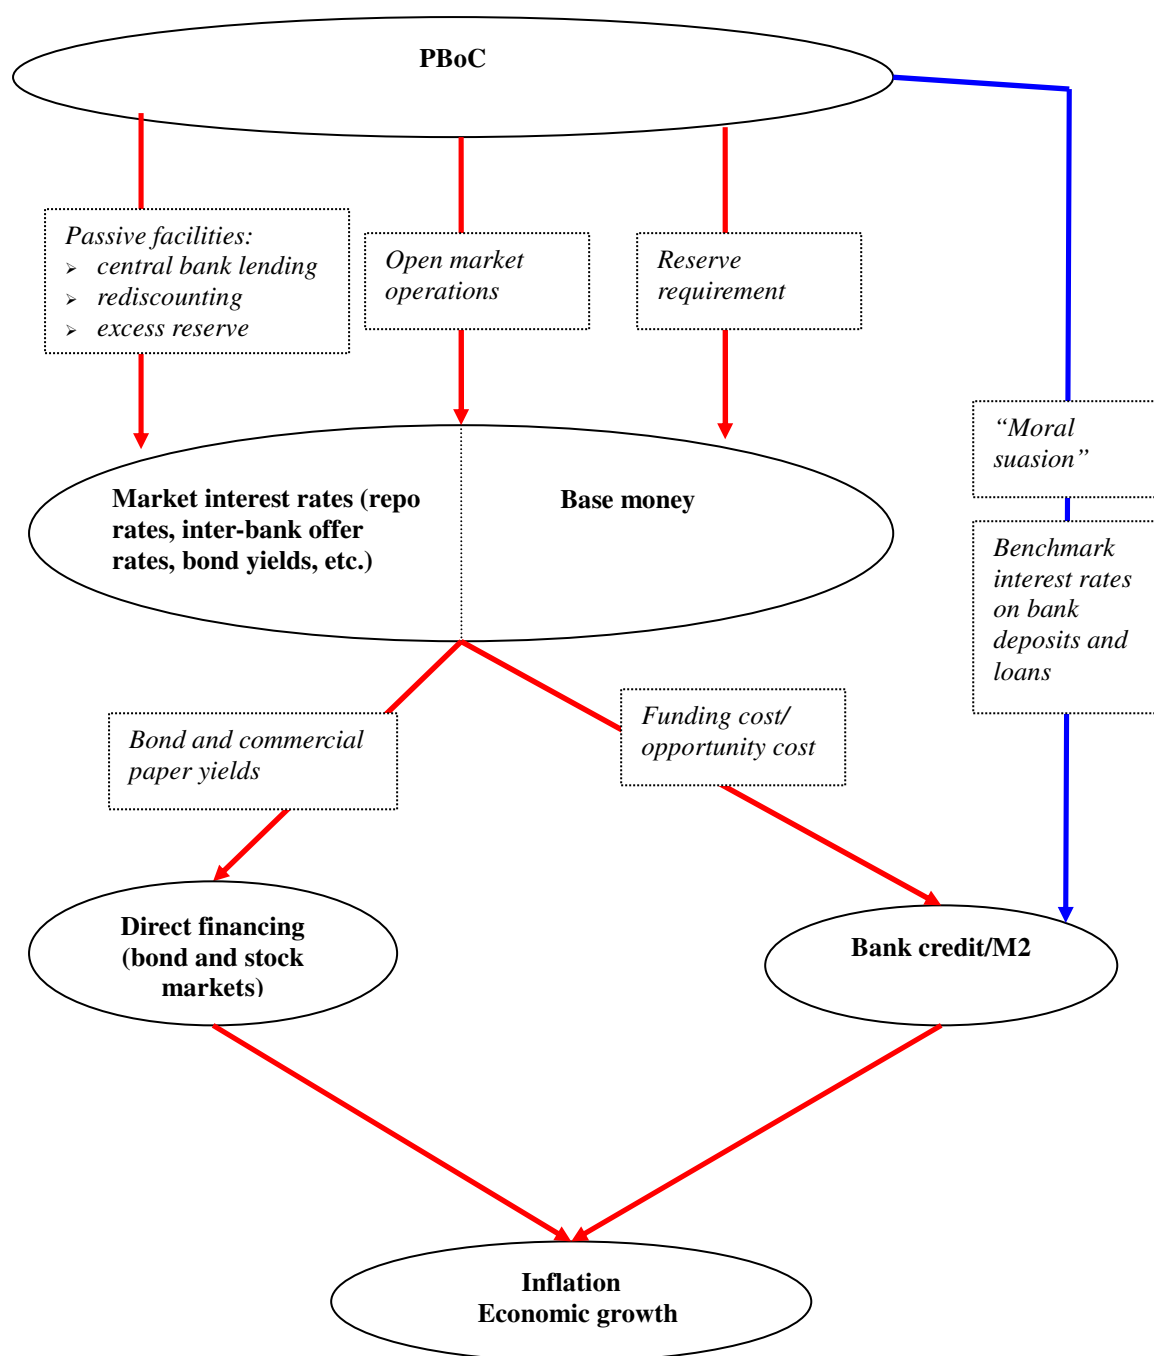 PBoC
Passive facilities:
➢ central bank lending
➢ rediscounting
➢ excess reserve
Open market
operations
Reserve
requirement
“Moral
suasion”
Market interest rates (repo
rates, inter-bank offer
rates, bond yields, etc.)
Base money
Benchmark
interest rates
on bank
deposits and
loans
Bond and commercial
paper yields
Funding cost/
opportunity cost
Direct financing
(bond and stock
markets)
Bank credit/M2
Inflation
Economic growth